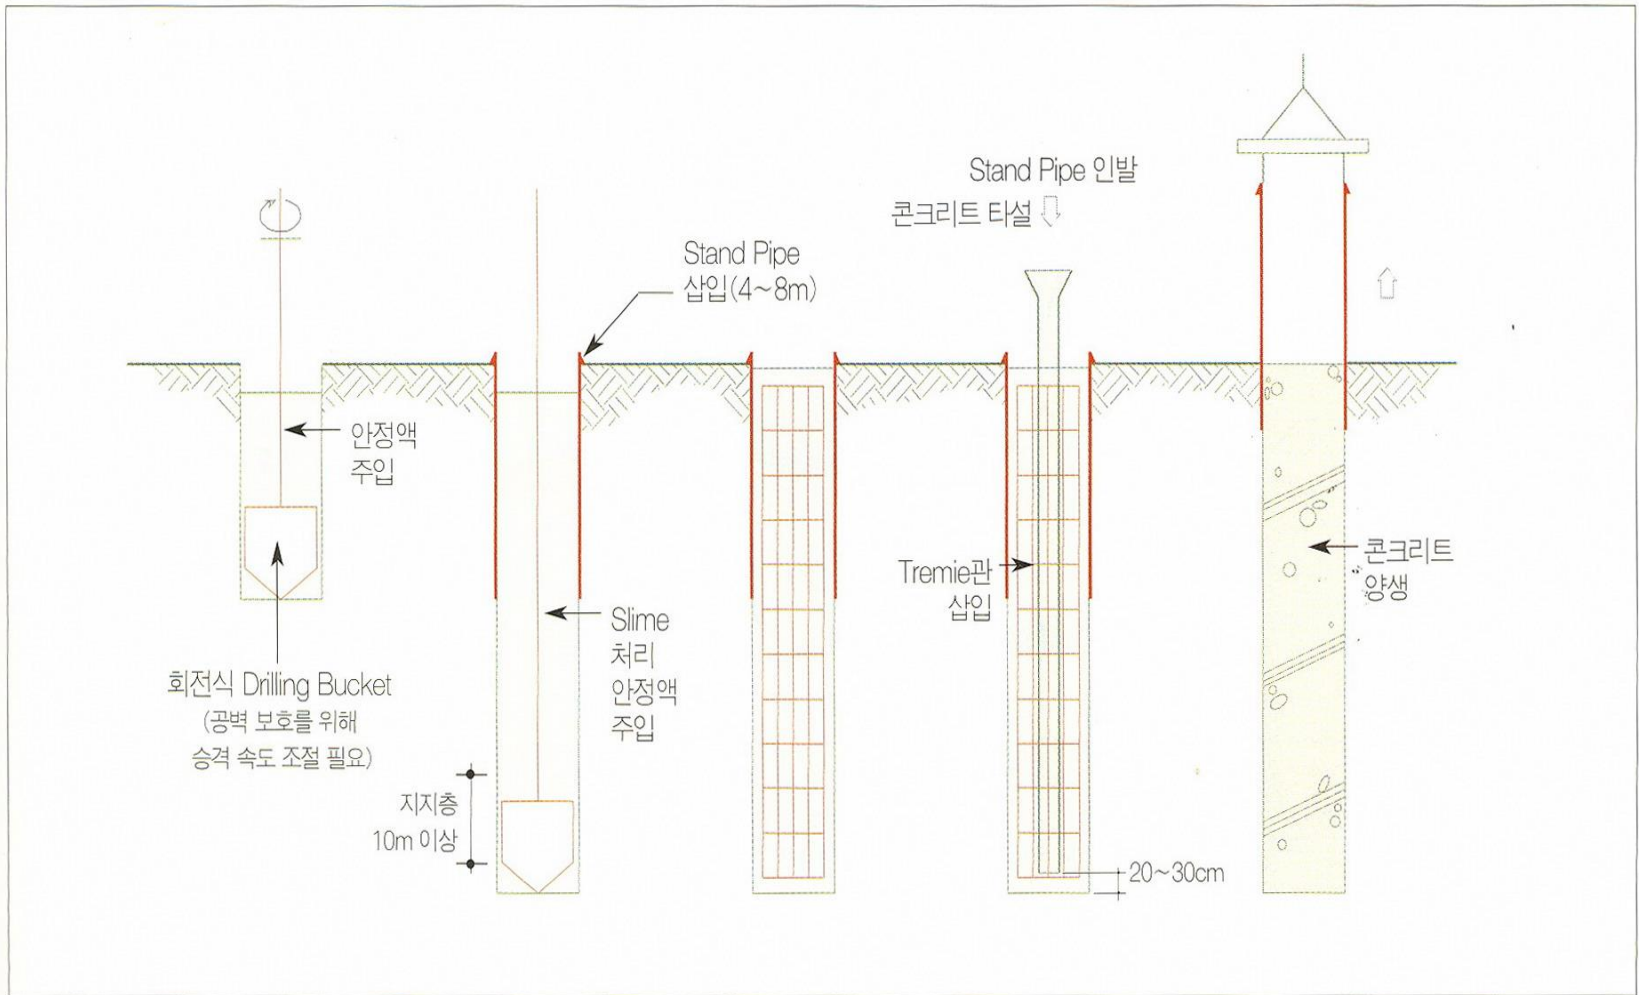 Stand Pipe 인발
콘크리트 타설
Stand Pipe
삽입(4~8m)
안정액
주입
회전식 Drilling Bucket
(공벽 보호를 위해
승격 속도 조절 필요)
Slime
처리
안정액
주입
지지층
10m 이상
Tremie관
삽입
20~30cm
콘크리트
양생